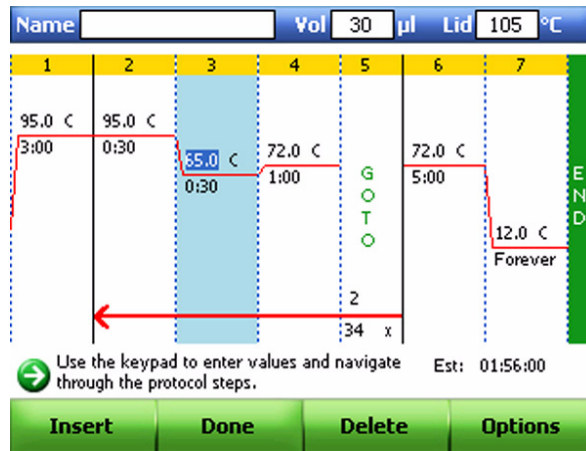 Name Vol 30 µl Lid 105 °C
1 2 3 4 5 6 7
95.0 C 95.0 C
3:00 0:30
65.0 C
0:30
72.0 C
1:00
GOTO
72.0 C
5:00
12.0 C
Forever
END
2
34 x
Use the keypad to enter values and navigate
through the protocol steps.
Est: 01:56:00
Insert Done Delete Options